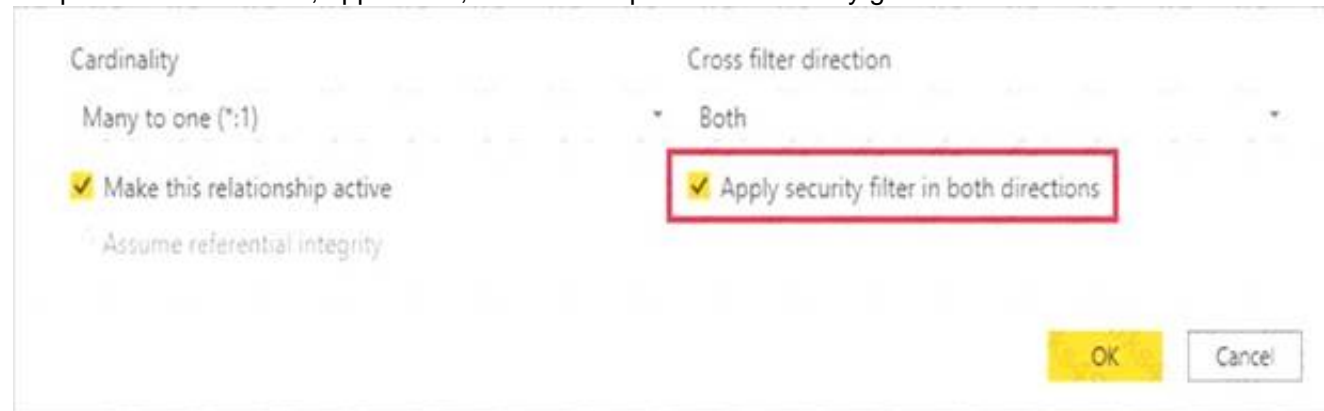 Cardinality
Cross filter direction
Many to one (*:1)
Both
Make this relationship active
Apply security filter in both directions
Assume referential integrity
OK
Cancel